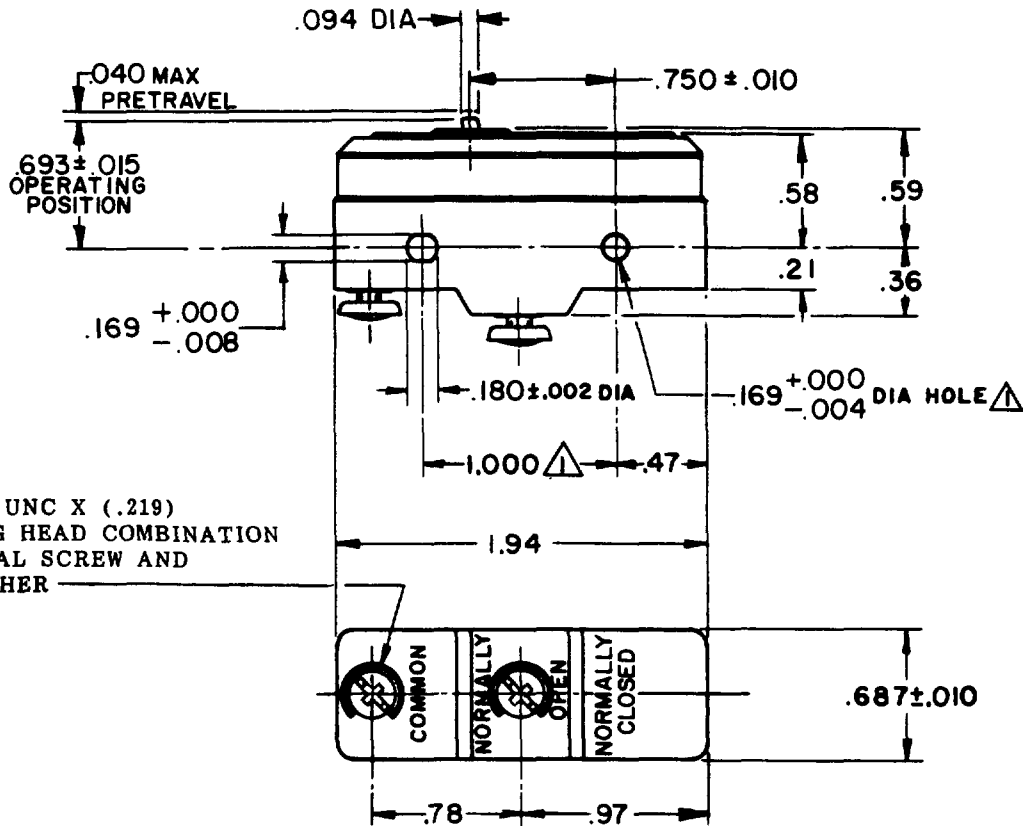 .094 DIA
.040 MAX
PRETRAVEL
.750 ± .010
.693 ± .015
OPERATING
POSITION
.58
.59
.21
.36
.169 +.000
-.008
.180±.002 DIA
.169 +.000
-.004 DIA HOLE 1
1.000 1
.47
UNC X (.219)
HEAD COMBINATION
SCREW AND
1.94
COMMON
NORMALLY
OPEN
NORMALLY
CLOSED
.687±.010
.78
.97